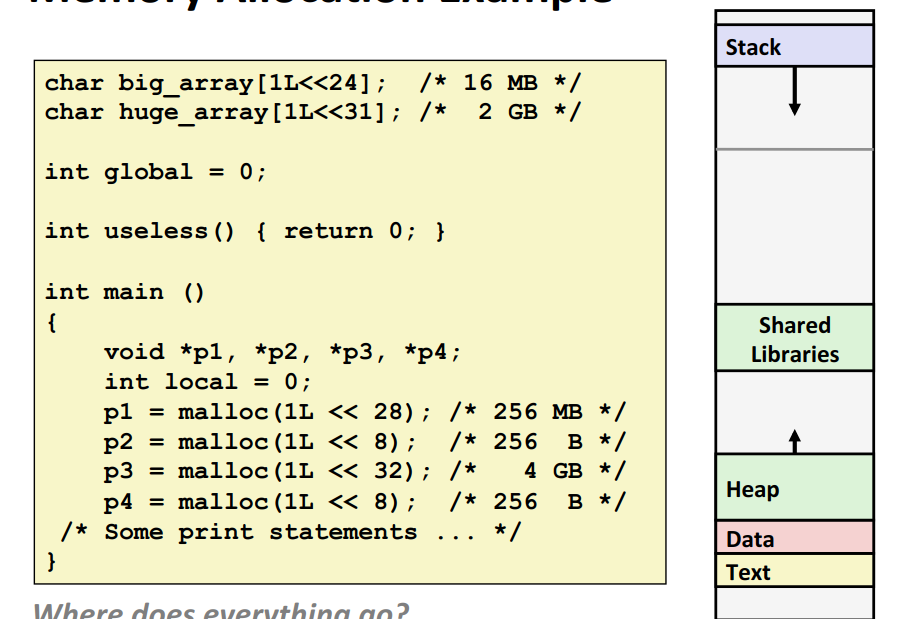 Memory Allocation Example
char big_array[1L<<24];  /* 16 MB */
char huge_array[1L<<31]; /*  2 GB */
int global = 0;
int useless() { return 0; }
int main ()
{
    void *p1, *p2, *p3, *p4;
    int local = 0;
    p1 = malloc(1L << 28); /* 256 MB */
    p2 = malloc(1L << 8);  /* 256  B */
    p3 = malloc(1L << 32); /*   4 GB */
    p4 = malloc(1L << 8);  /* 256  B */
 /* Some print statements ... */
}
Where does everything go?
Stack
Shared
Libraries
Heap
Data
Text